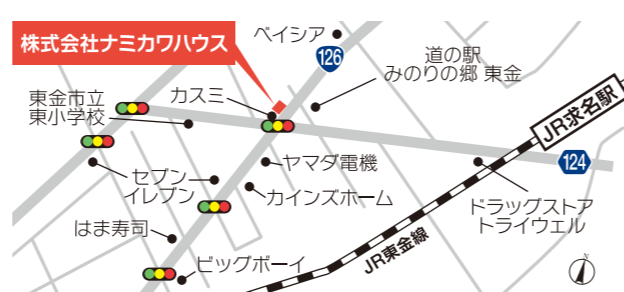 株式会社ナミカワハウス
ベイシア
126
道の駅
みのりの郷 東金
東金市立
東小学校
カスミ
JR求名駅
ヤマダ電機
124
セブン
イレブン
カインズホーム
ドラッグストア
トライウェル
はま寿司
JR東金線
ビッグボーイ
N